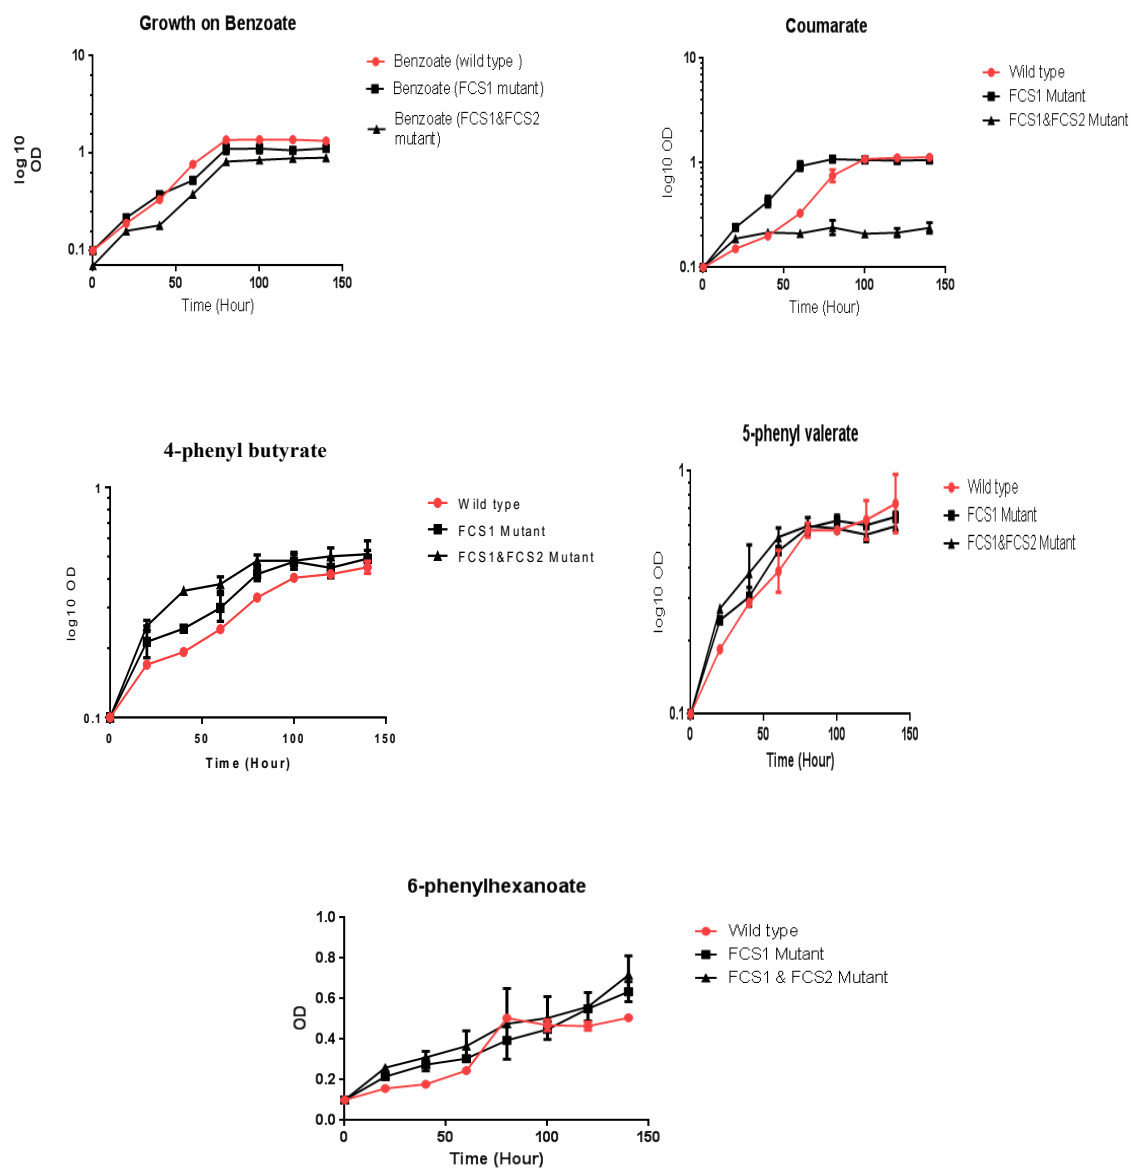 Growth on Benzoate
10
1
0.1
log10
OD
0
50
100
150
Time (Hour)
Benzoate (wild type )
Benzoate (FCS1 mutant)
Benzoate (FCS1&FCS2
mutant)
Coumarate
10
1
0.1
log10 OD
0
50
100
150
Time (Hour)
Wild type
FCS1 Mutant
FCS1&FCS2 Mutant
4-phenyl butyrate
1
0.1
log10 OD
0
50
100
150
Time (Hour)
Wild type
FCS1 Mutant
FCS1&FCS2 Mutant
5-phenyl valerate
1
0.1
log10 OD
0
50
100
150
Time (Hour)
Wild type
FCS1 Mutant
FCS1&FCS2 Mutant
6-phenylhexanoate
1.0
0.8
0.6
0.4
0.2
0.0
OD
0
50
100
150
Time (Hour)
Wild type
FCS1 Mutant
FCS1 & FCS2 Mutant